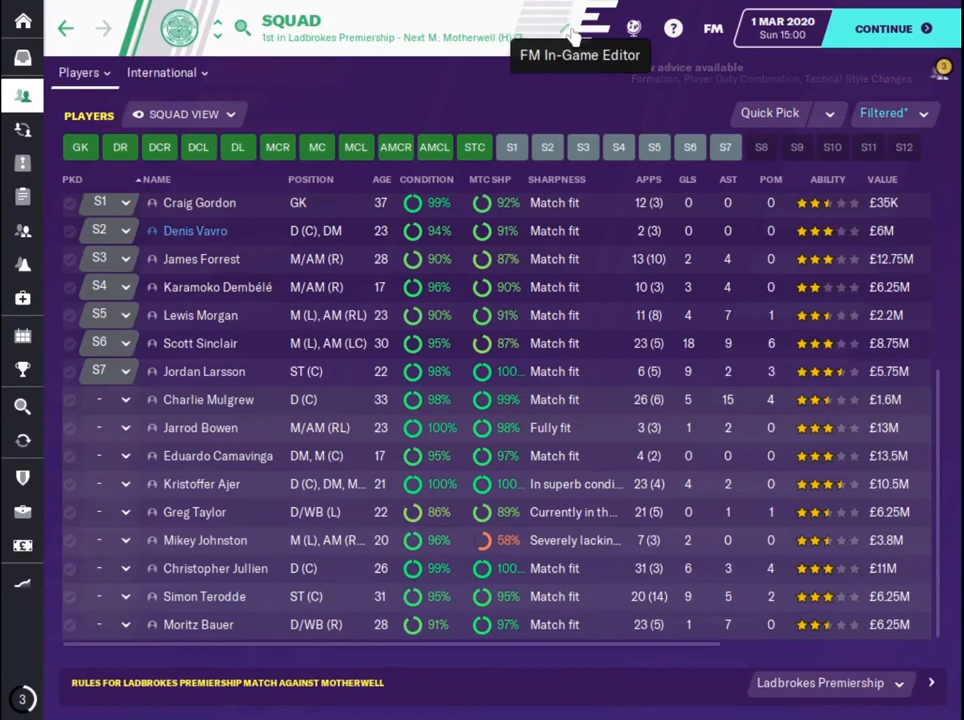 SQUAD
1st in Ladbrokes Premiership - Next M: Motherwell (H)
FM
1 MAR 2020
Sun 15:00
CONTINUE
FM In-Game Editor
advice available
Formation, Player Duty Combination, Tactical Style Changes
3
Players
International
PLAYERS
SQUAD VIEW
Quick Pick
Filtered*
GK DR DCR DCL DL MCR MC MCL AMCR AMCL STC S1 S2 S3 S4 S5 S6 S7 S8 S9 S10 S11 S12
PKD NAME POSITION AGE CONDITION MTC SHP SHARPNESS APPS GLS AST POM ABILITY VALUE
S1 Craig Gordon GK 37 99% 92% Match fit 12 (3) 0 0 0 £35K
S2 Denis Vavro D (C), DM 23 94% 91% Match fit 2 (3) 0 0 0 £6M
S3 James Forrest M/AM (R) 28 90% 87% Match fit 13 (10) 2 4 0 £12.75M
S4 Karamoko Dembélé M/AM (R) 17 96% 90% Match fit 10 (3) 3 4 0 £6.25M
S5 Lewis Morgan M (L), AM (RL) 23 90% 91% Match fit 11 (8) 4 7 1 £2.2M
S6 Scott Sinclair M (L), AM (LC) 30 95% 87% Match fit 23 (5) 18 9 6 £8.75M
S7 Jordan Larsson ST (C) 22 98% 100... Match fit 6 (5) 9 2 3 £5.75M
- Charlie Mulgrew D (C) 33 98% 99% Match fit 26 (6) 5 15 4 £1.6M
- Jarrod Bowen M/AM (RL) 23 100% 98% Fully fit 3 (3) 1 2 0 £13M
- Eduardo Camavinga DM, M (C) 17 95% 97% Match fit 4 (2) 0 0 0 £13.5M
- Kristoffer Ajer D (C), DM, M... 21 100% 100... In superb condi... 23 (4) 4 2 0 £10.5M
- Greg Taylor D/WB (L) 22 86% 89% Currently in th... 21 (5) 0 1 1 £6.25M
- Mikey Johnston M (L), AM (R... 20 96% 58% Severely lackin... 7 (3) 2 0 0 £3.8M
- Christopher Jullien D (C) 26 99% 100... Match fit 31 (3) 6 3 4 £11M
- Simon Terodde ST (C) 31 95% 95% Match fit 20 (14) 9 5 2 £6.25M
- Moritz Bauer D/WB (R) 28 91% 97% Match fit 23 (5) 1 7 0 £6.25M
RULES FOR LADBROKES PREMIERSHIP MATCH AGAINST MOTHERWELL
Ladbrokes Premiership
3